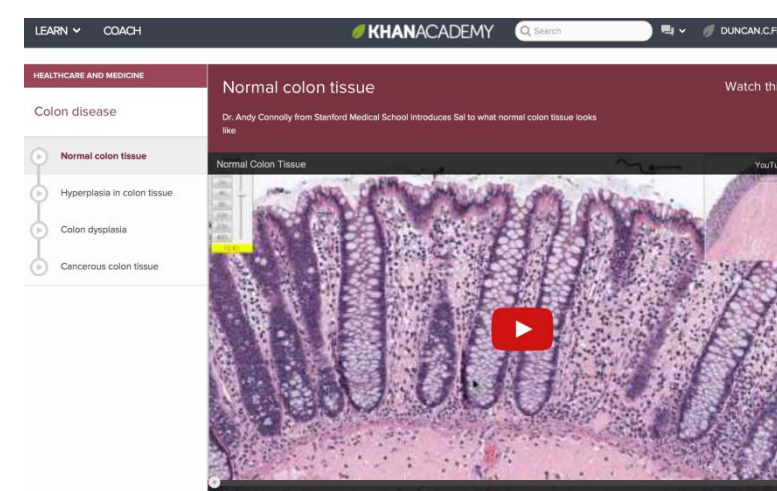 LEARN COACH KHANACADEMY Search DUNCAN.C.F
HEALTHCARE AND MEDICINE
Colon disease
Normal colon tissue
Hyperplasia in colon tissue
Colon dysplasia
Cancerous colon tissue
Normal colon tissue
Watch thi
Dr. Andy Connolly from Stanford Medical School introduces Sal to what normal colon tissue looks
like
Normal Colon Tissue
YouTu